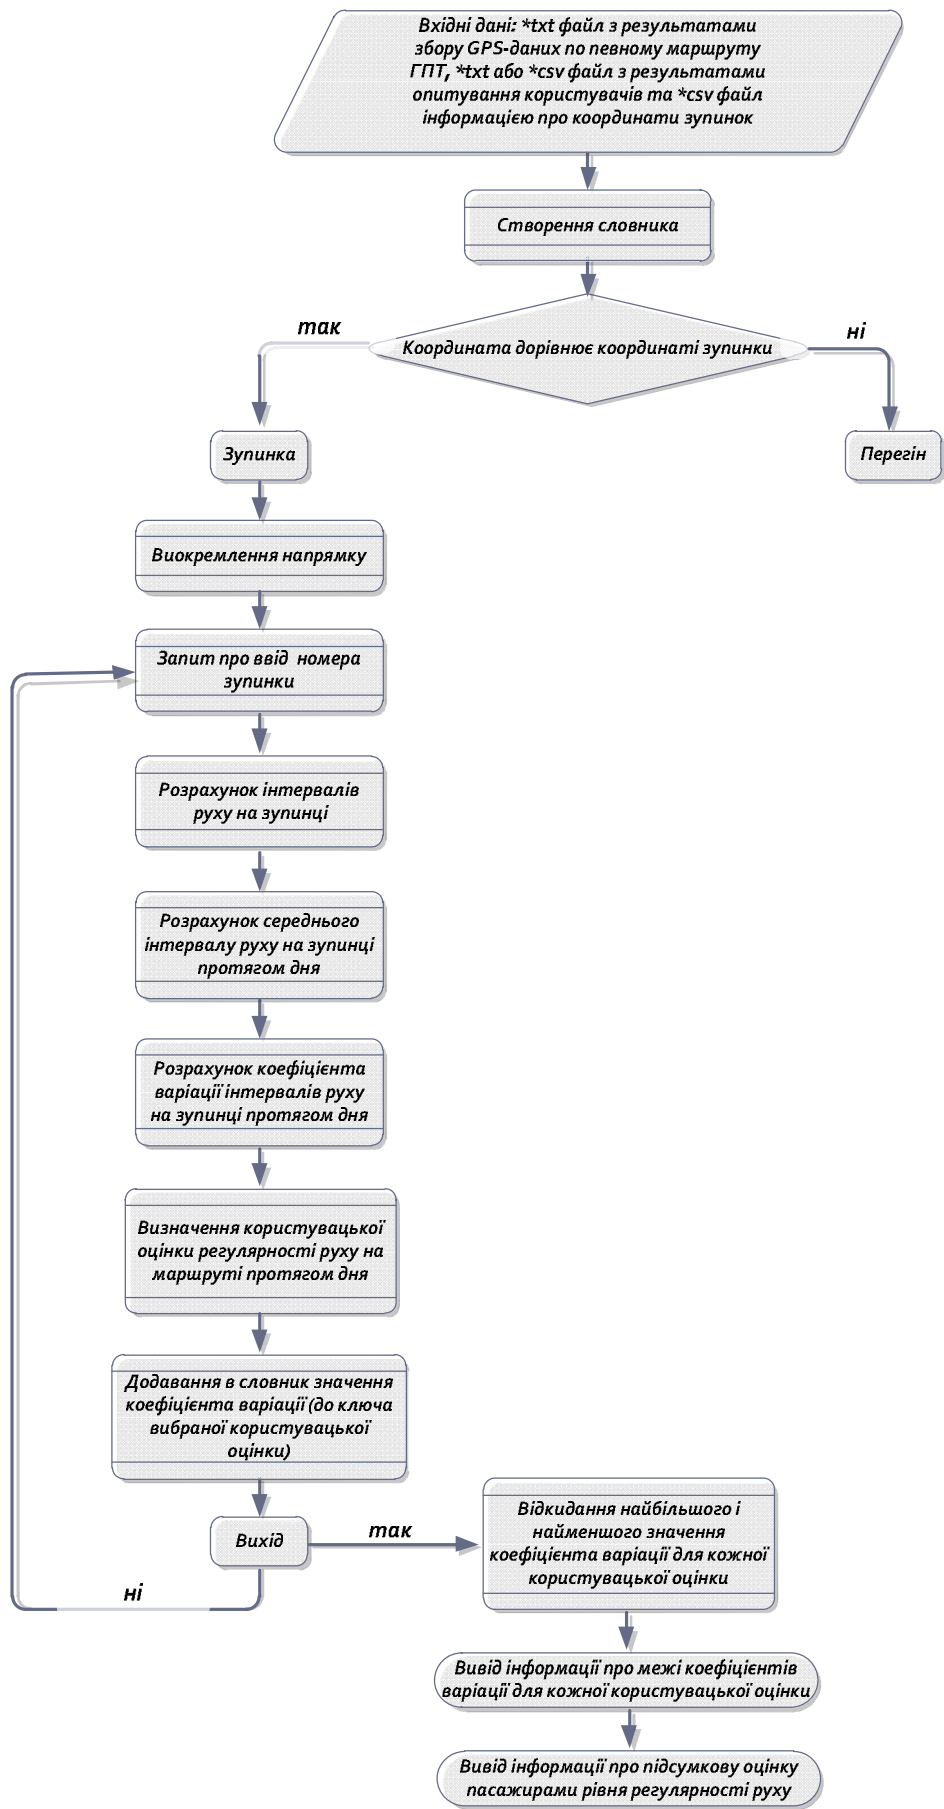 Вхідні дані: *txt файл з результатами
збору GPS-даних по певному маршруту
ГПТ, *txt або *csv файл з результатами
опитування користувачів та *csv файл
інформацією про координати зупинок
Створення словника
так
Координата дорівнює координаті зупинки
ні
Зупинка
Перегін
Виокремлення напрямку
Запит про ввід номера
зупинки
Розрахунок інтервалів
руху на зупинці
Розрахунок середнього
інтервалу руху на зупинці
протягом дня
Розрахунок коефіцієнта
варіації інтервалів руху
на зупинці протягом дня
Визначення користувацької
оцінки регулярності руху на
маршруті протягом дня
Додавання в словник значення
коефіцієнта варіації (до ключа
вибраної користувацької
оцінки)
Вихід
так
ні
Відкидання найбільшого і
найменшого значення
коефіцієнта варіації для кожної
користувацької оцінки
Вивід інформації про межі коефіцієнтів
варіації для кожної користувацької оцінки
Вивід інформації про підсумкову оцінку
пасажирами рівня регулярності руху